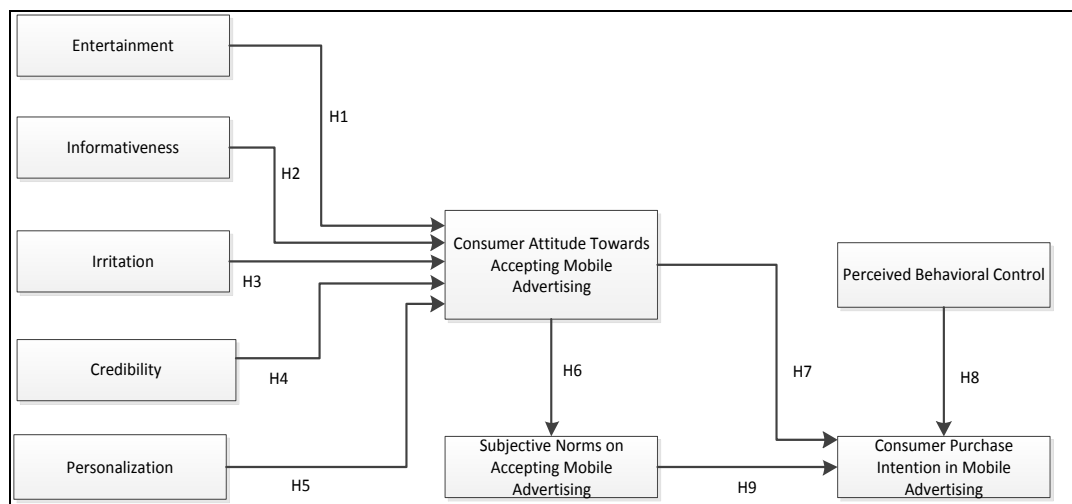 Entertainment
H1
Informativeness
H2
Consumer Attitude Towards
Accepting Mobile
Advertising
Irritation
H3
Perceived Behavioral Control
Credibility
H4
H6
H7
H8
Personalization
H5
Subjective Norms on
Accepting Mobile
Advertising
H9
Consumer Purchase
Intention in Mobile
Advertising